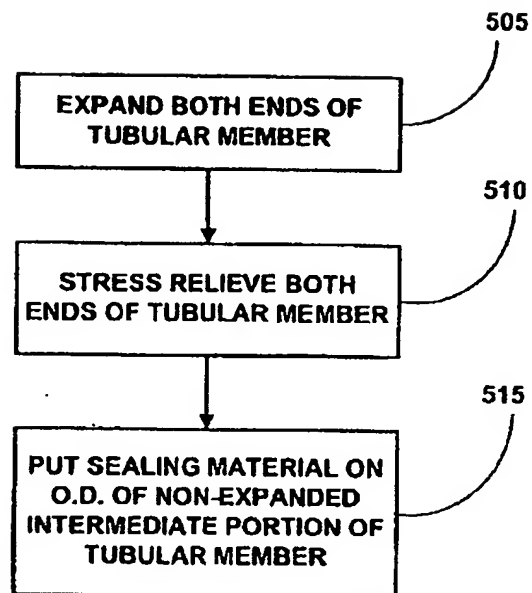 505
EXPAND BOTH ENDS OF
TUBULAR MEMBER
510
STRESS RELIEVE BOTH
ENDS OF TUBULAR MEMBER
515
PUT SEALING MATERIAL ON
O.D. OF NON-EXPANDED
INTERMEDIATE PORTION OF
TUBULAR MEMBER